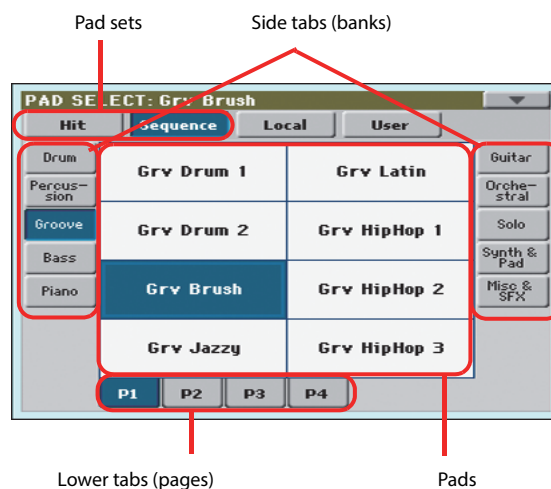 Pad sets
Side tabs (banks)
PAD SELECT: Grv Brush
Hit
Sequence
Local
User
Drum
Percus-
sion
Groove
Bass
Piano
Grv Drum 1
Grv Latin
Grv Drum 2
Grv HipHop 1
Grv Brush
Grv HipHop 2
Grv Jazzy
Grv HipHop 3
Guitar
Orche-
stral
Solo
Synth &
Pad
Misc &
SFX
P1
P2
P3
P4
Lower tabs (pages)
Pads